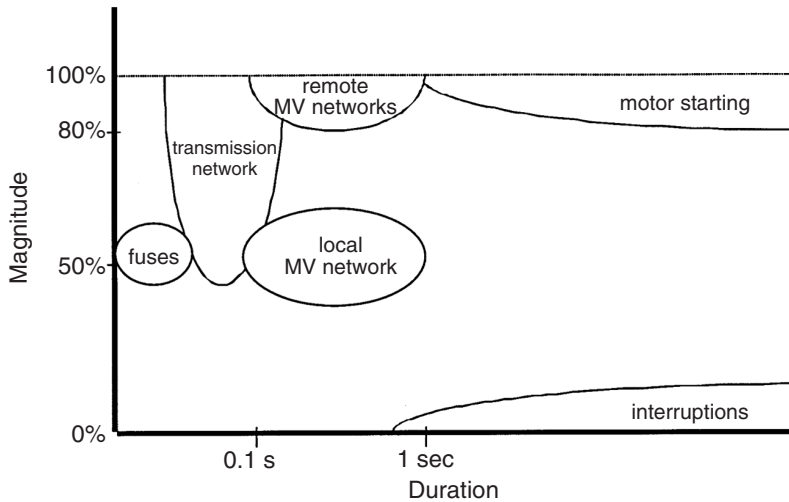 100%
remote
MV networks
motor starting
80%
transmission
network
Magnitude
fuses
local
MV network
50%
interruptions
0%
0.1 s
1 sec
Duration